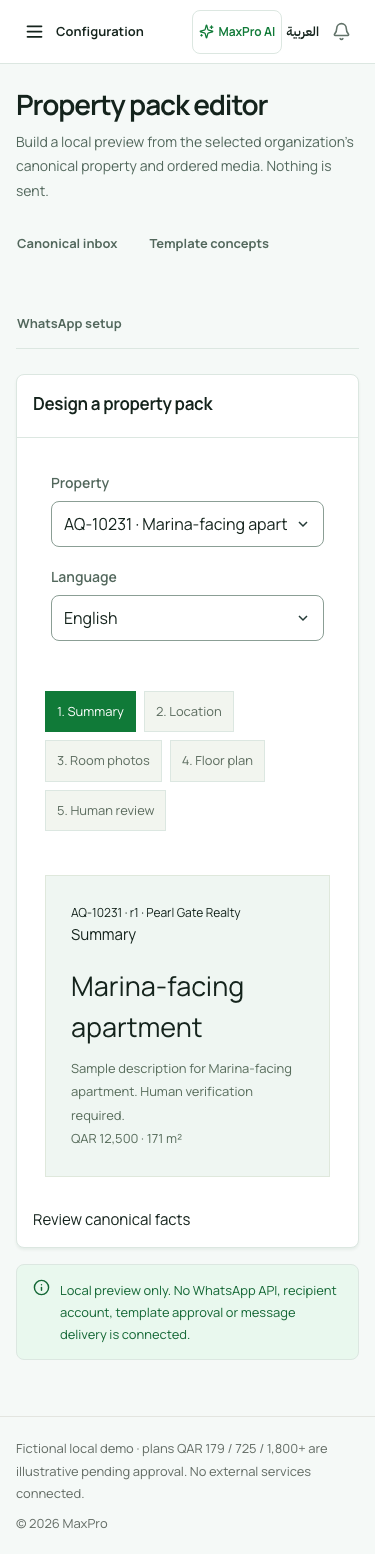 Configuration
MaxPro AI
العربية
Property pack editor
Build a local preview from the selected organization's
canonical property and ordered media. Nothing is
sent.
Canonical inbox
Template concepts
WhatsApp setup
Design a property pack
Property
AQ-10231 · Marina-facing apart
Language
English
1. Summary
2. Location
3. Room photos
4. Floor plan
5. Human review
AQ-10231 · r1 · Pearl Gate Realty
Summary
Marina-facing
apartment
Sample description for Marina-facing
apartment. Human verification
required.
QAR 12,500 · 171 m²
Review canonical facts
Local preview only. No WhatsApp API, recipient
account, template approval or message
delivery is connected.
Fictional local demo · plans QAR 179 / 725 / 1,800+ are
illustrative pending approval. No external services
connected.
© 2026 MaxPro